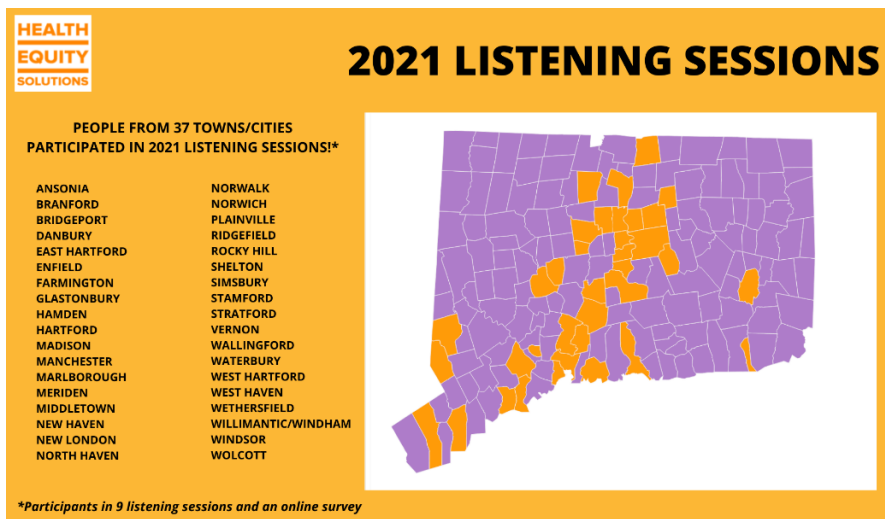 HEALTH
EQUITY
SOLUTIONS
2021 LISTENING SESSIONS
PEOPLE FROM 37 TOWNS/CITIES
PARTICIPATED IN 2021 LISTENING SESSIONS!*
ANSONIA
BRANFORD
BRIDGEPORT
DANBURY
EAST HARTFORD
ENFIELD
FARMINGTON
GLASTONBURY
HAMDEN
HARTFORD
MADISON
MANCHESTER
MARLBOROUGH
MERIDEN
MIDDLETOWN
NEW HAVEN
NEW LONDON
NORTH HAVEN
NORWALK
NORWICH
PLAINVILLE
RIDGEFIELD
ROCKY HILL
SHELTON
SIMSBURY
STAMFORD
STRATFORD
VERNON
WALLINGFORD
WATERBURY
WEST HARTFORD
WEST HAVEN
WETHERSFIELD
WILLIMANTIC/WINDHAM
WINDSOR
WOLCOTT
*Participants in 9 listening sessions and an online survey